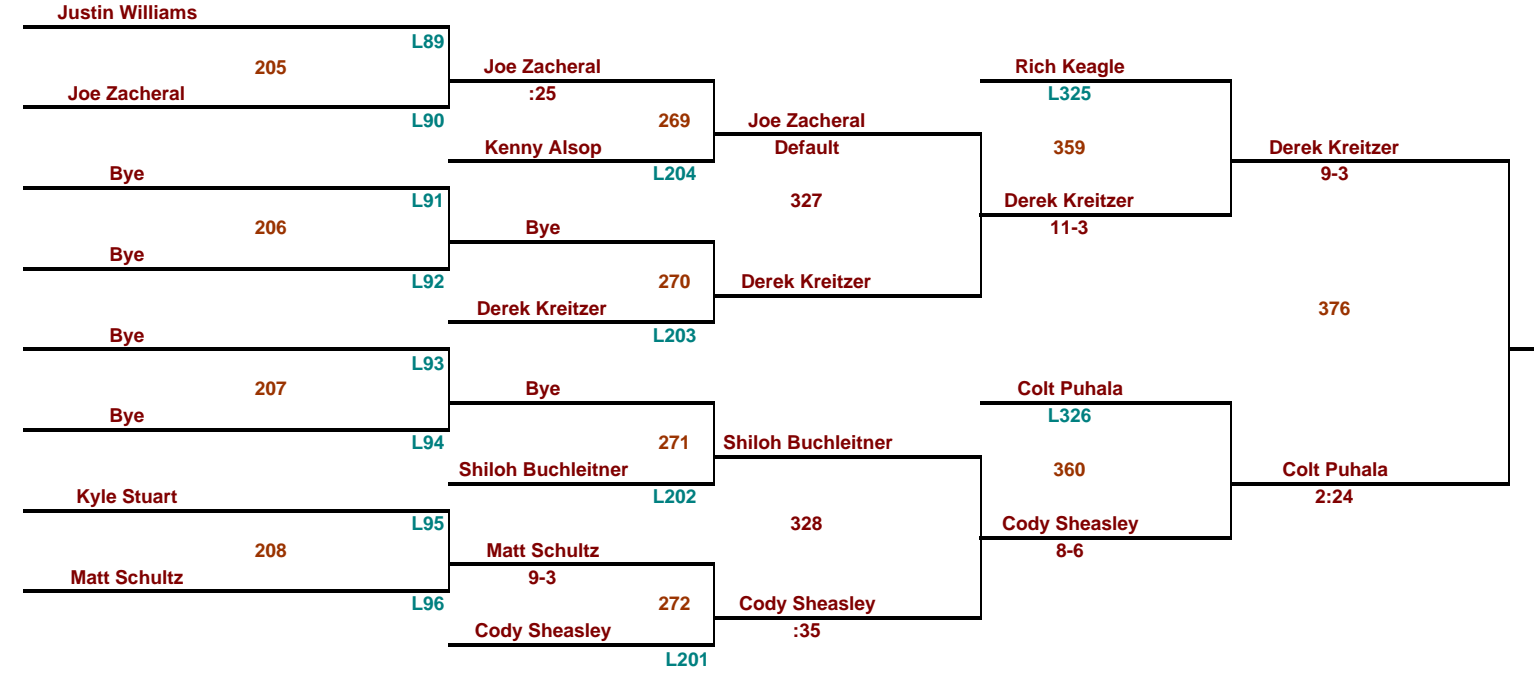 Justin Williams
L89
205
Joe Zacheral
Rich Keagle
Joe Zacheral
:25
L325
L90
269
Joe Zacheral
Kenny Alsop
Default
359
Derek Kreitzer
Bye
L204
9-3
L91
327
Derek Kreitzer
206
Bye
11-3
Bye
L92
270
Derek Kreitzer
Derek Kreitzer
376
Bye
L203
L93
207
Bye
Colt Puhala
Bye
L326
L94
271
Shiloh Buchleitner
Shiloh Buchleitner
360
Colt Puhala
Kyle Stuart
L202
2:24
L95
328
Cody Sheasley
208
Matt Schultz
8-6
Matt Schultz
9-3
L96
272
Cody Sheasley
Cody Sheasley
:35
L201